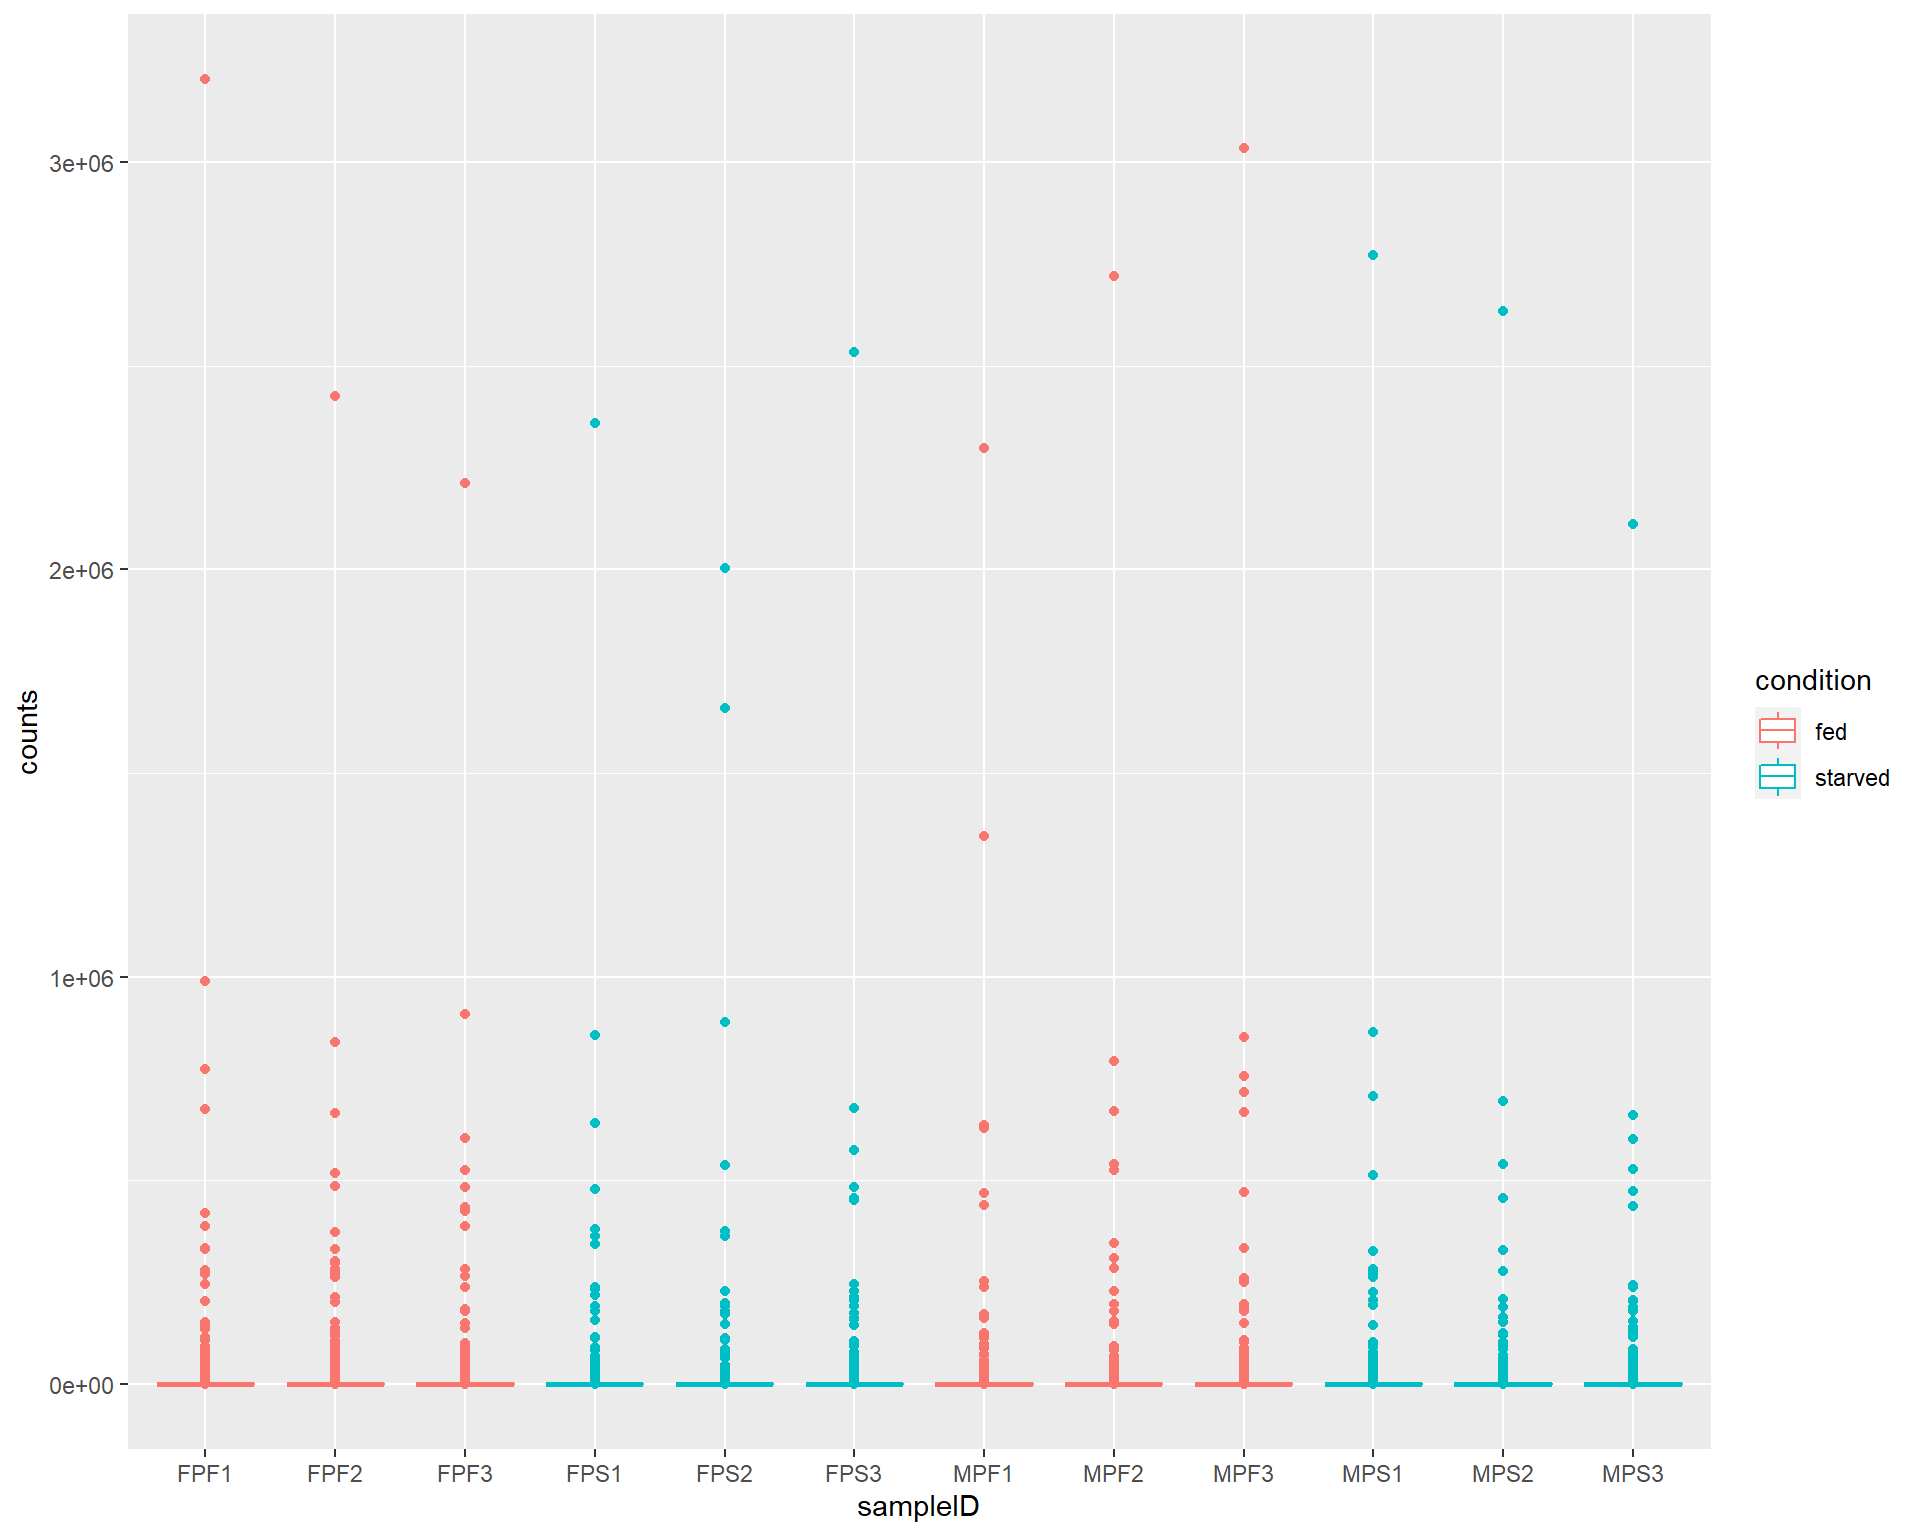 3e+06
2e+06
1e+06
0e+00
counts
FPF1 FPF2 FPF3 FPS1 FPS2 FPS3 MPF1 MPF2 MPF3 MPS1 MPS2 MPS3
sampleID
condition
fed
starved